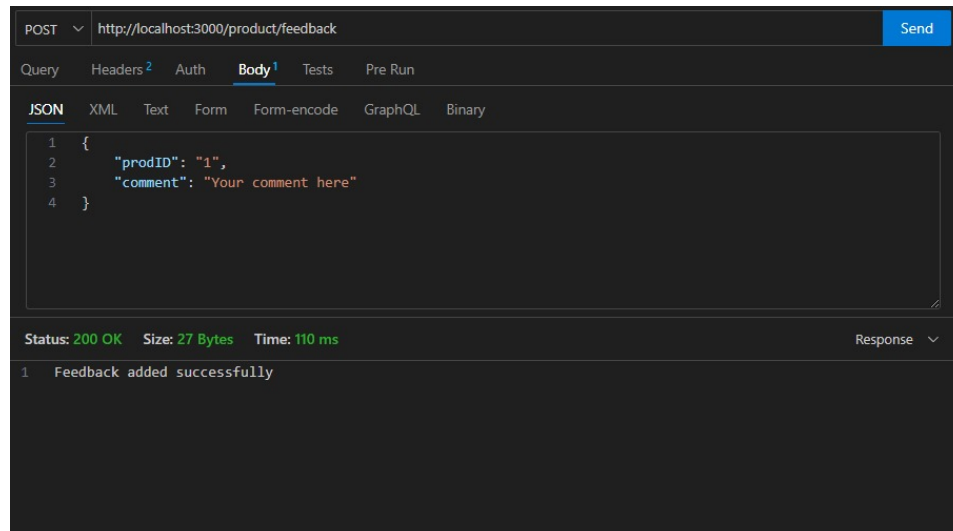 POST http://localhost:3000/product/feedback Send
Query Headers 2 Auth Body 1 Tests Pre Run
JSON XML Text Form Form-encode GraphQL Binary
1 {
2 "prodID": "1",
3 "comment": "Your comment here"
4 }
Status: 200 OK Size: 27 Bytes Time: 110 ms Response
1 Feedback added successfully